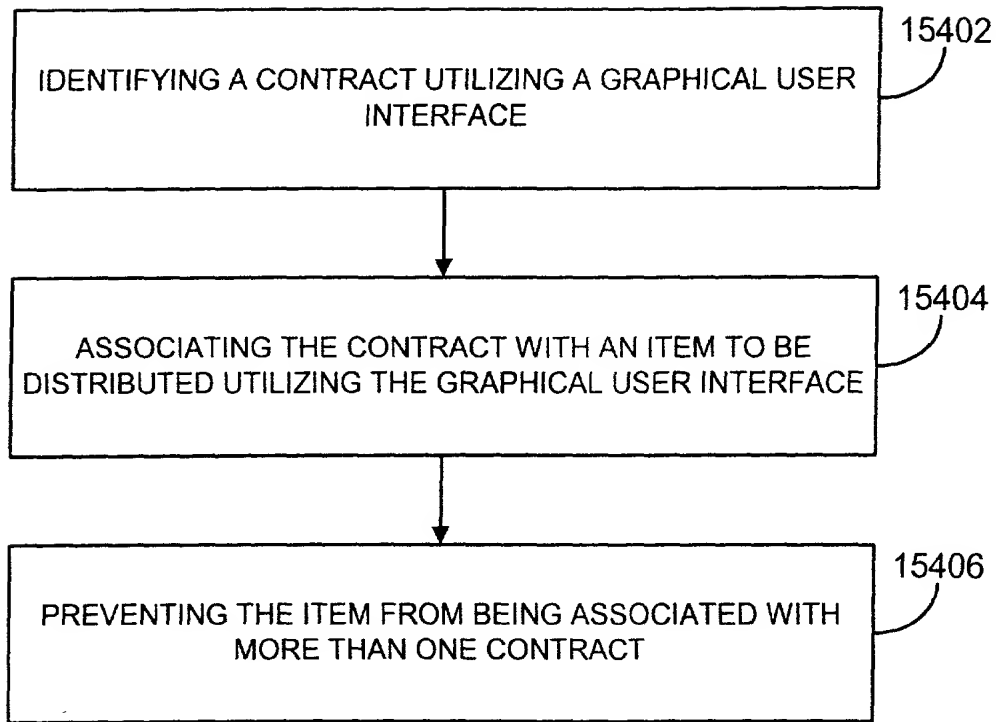 15402
IDENTIFYING A CONTRACT UTILIZING A GRAPHICAL USER
INTERFACE
15404
ASSOCIATING THE CONTRACT WITH AN ITEM TO BE
DISTRIBUTED UTILIZING THE GRAPHICAL USER INTERFACE
15406
PREVENTING THE ITEM FROM BEING ASSOCIATED WITH
MORE THAN ONE CONTRACT